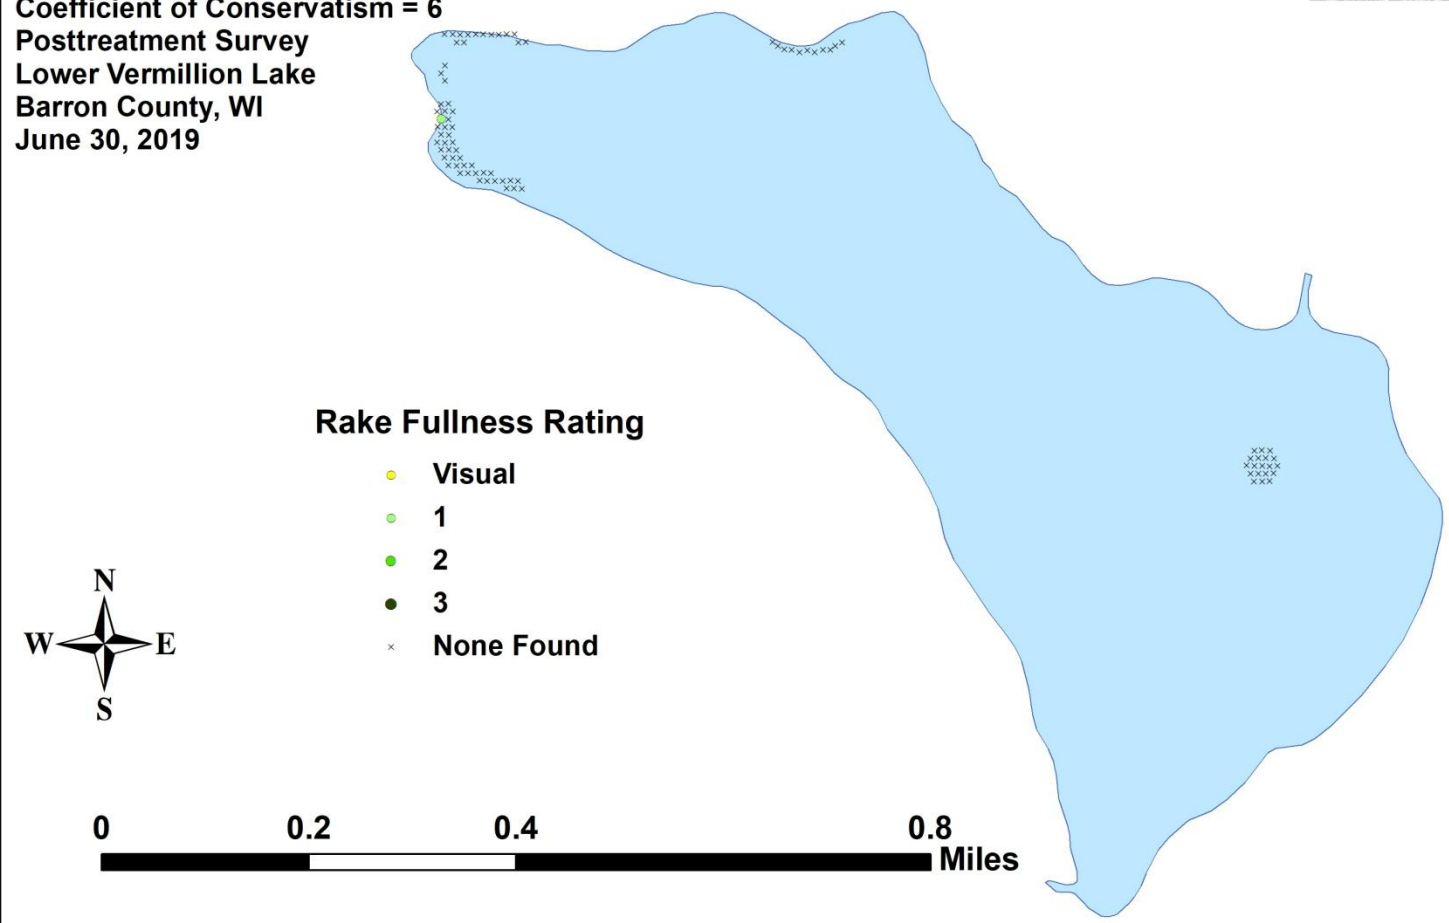 Coefficient of Conservatism = 6
Posttreatment Survey
Lower Vermillion Lake
Barron County, WI
June 30, 2019
Rake Fullness Rating
Visual
1
2
3
None Found
N
W E
S
0 0.2 0.4 0.8
Miles